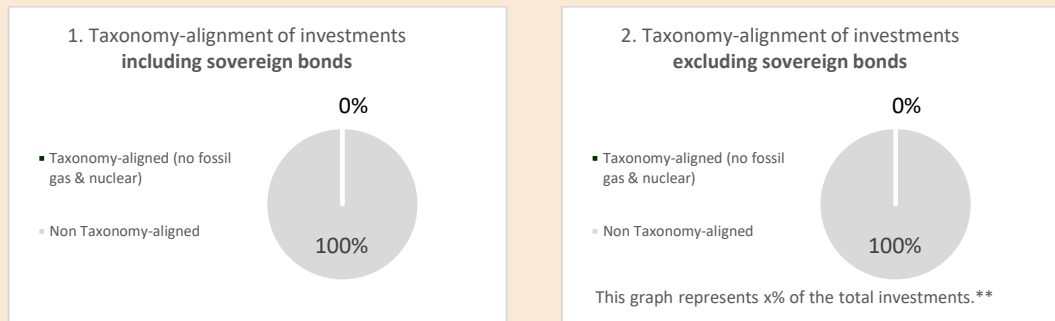 1. Taxonomy-alignment of investments
including sovereign bonds
0%
Taxonomy-aligned (no fossil
gas & nuclear)
Non Taxonomy-aligned
100%
2. Taxonomy-alignment of investments
excluding sovereign bonds
0%
Taxonomy-aligned (no fossil
gas & nuclear)
Non Taxonomy-aligned
100%
This graph represents x% of the total investments.**